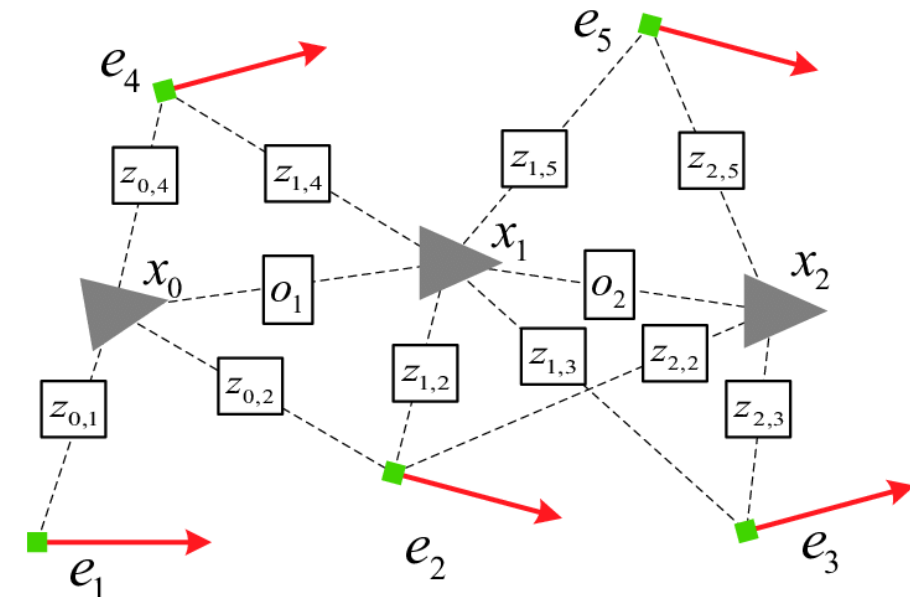 e₅
e₄
z₁,₅
z₂,₅
z₀,₄
z₁,₄
x₁
x₀
x₂
o₁
o₂
z₁,₃
z₂,₂
z₁,₂
z₀,₂
z₀,₁
z₂,₃
e₂
e₃
e₁